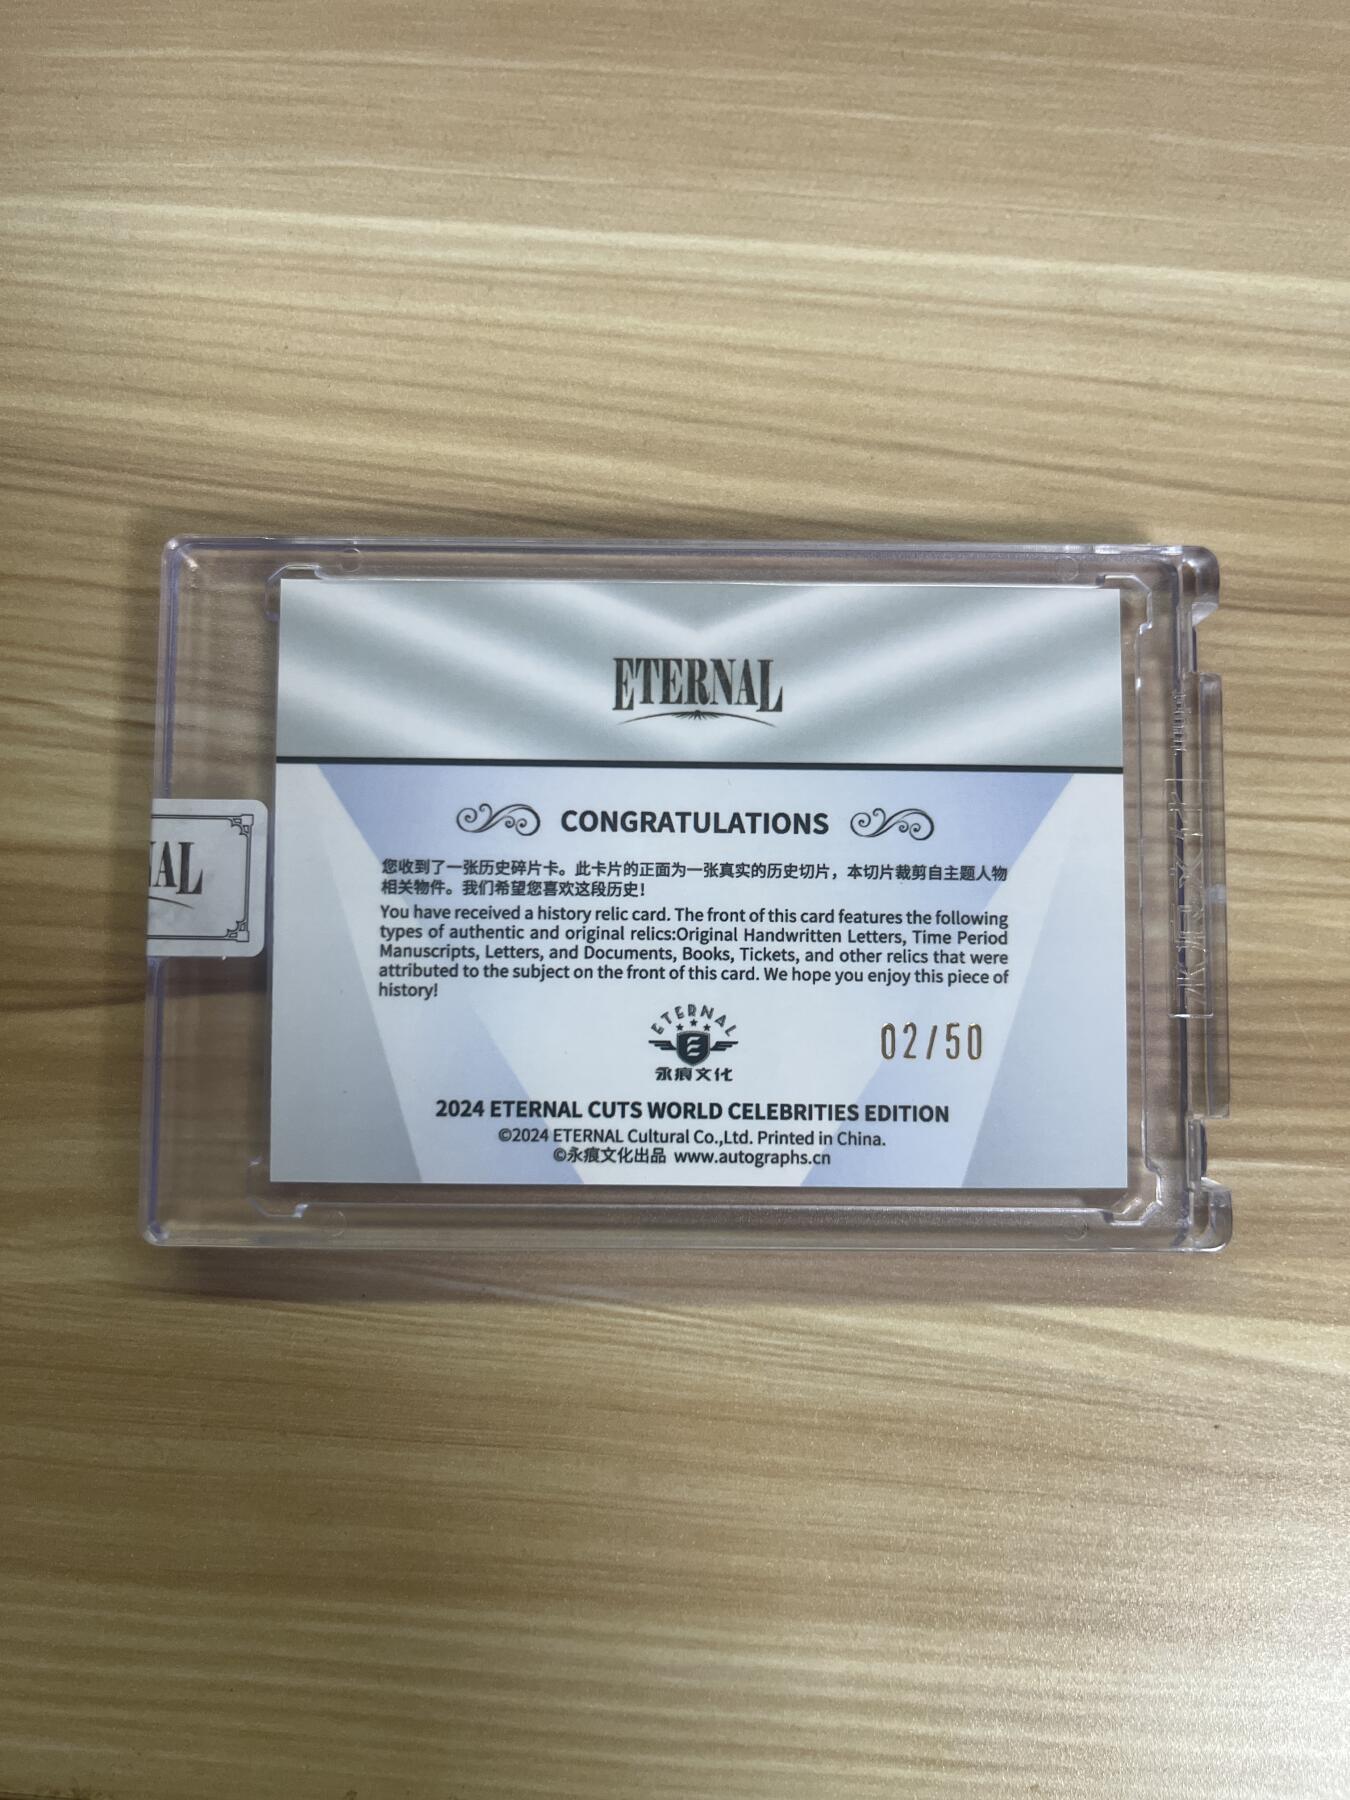 ETERNAL
CONGRATULATIONS
您收到了一张历史碎片卡。此卡片的正面为一张真实的历史切片，本切片裁剪自主题人物
相关物件。我们希望您喜欢这段历史！
You have received a history relic card. The front of this card features the following
types of authentic and original relics:Original Handwritten Letters, Time Period
Manuscripts, Letters, and Documents, Books, Tickets, and other relics that were
attributed to the subject on the front of this card. We hope you enjoy this piece of
history!
NAL
ETERNAL
永痕文化
02/50
2024 ETERNAL CUTS WORLD CELEBRITIES EDITION
©2024 ETERNAL Cultural Co.,Ltd. Printed in China.
©永痕文化出品 www.autographs.cn